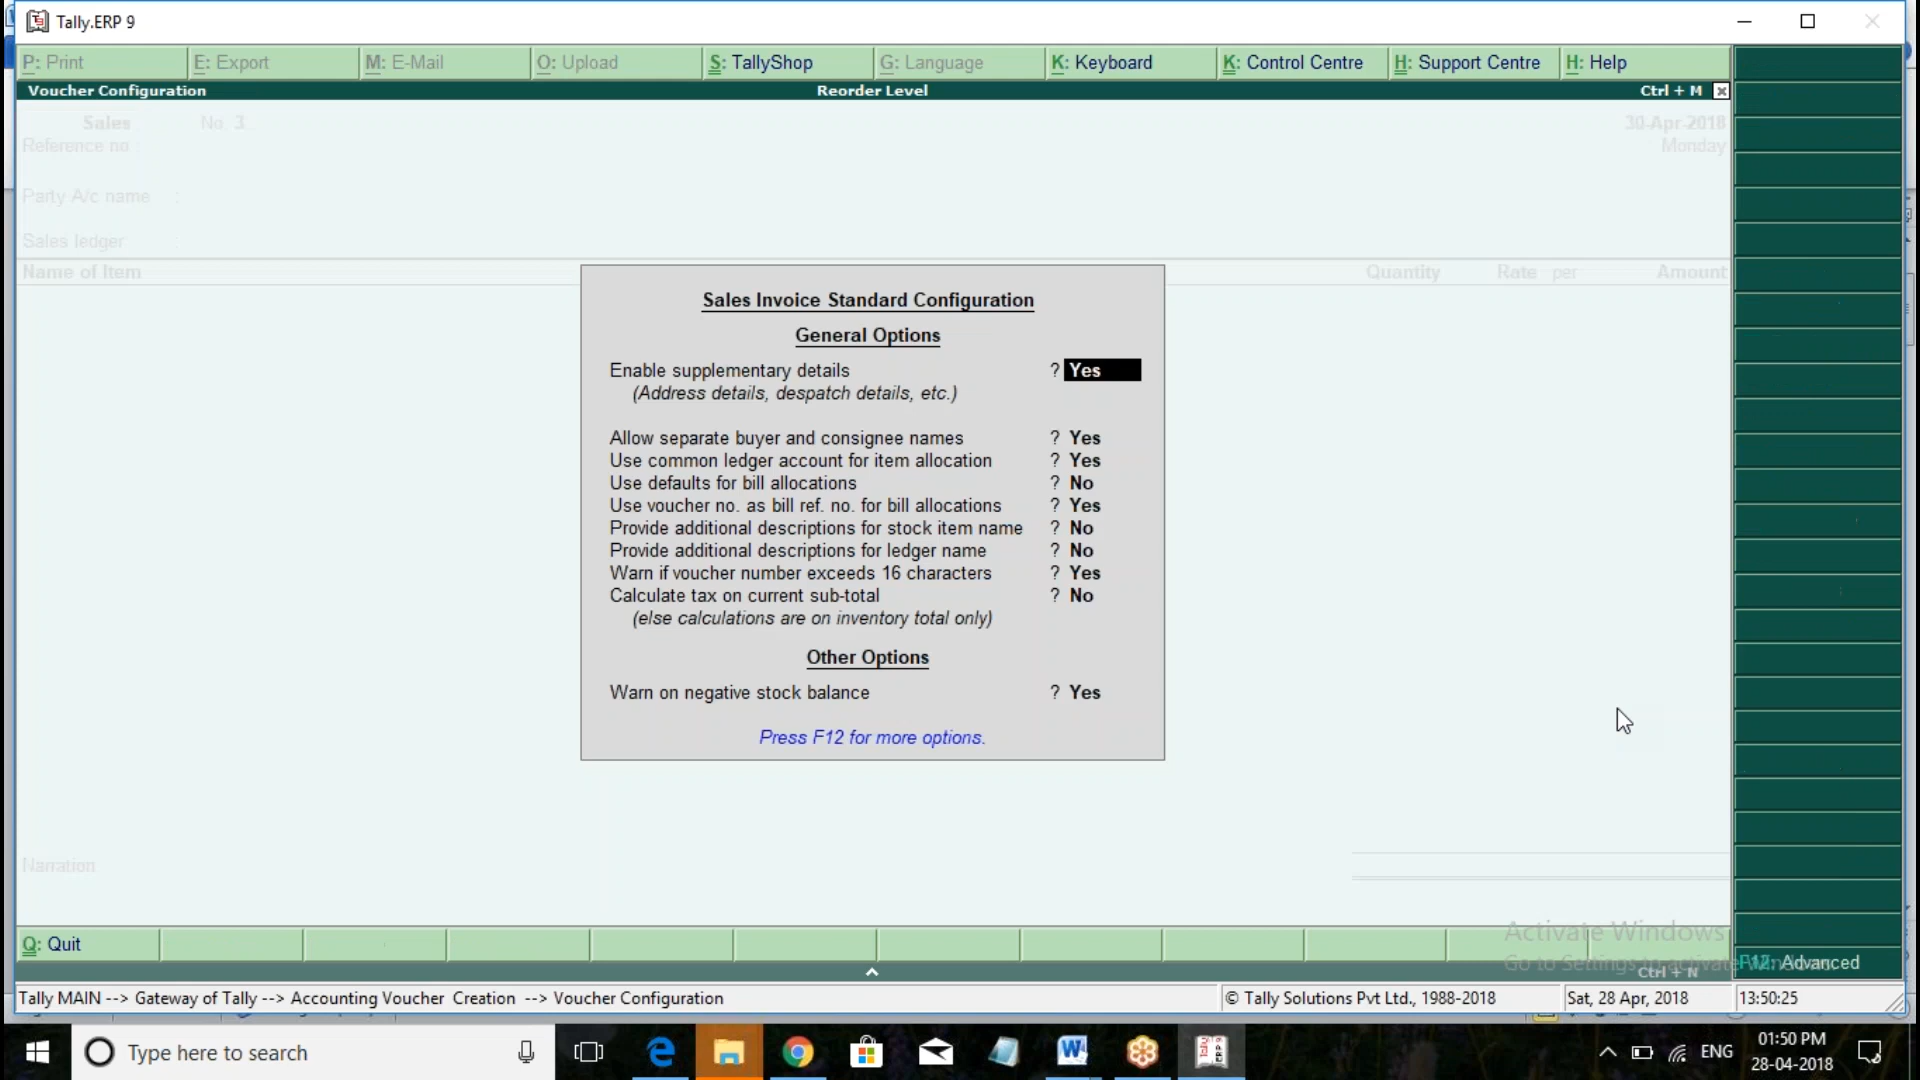 Tally.ERP 9
P: Print E: Export M: E-Mail O: Upload S: TallyShop G: Language K: Keyboard K: Control Centre H: Support Centre H: Help
Voucher Configuration Reorder Level Ctrl + M
Sales No. 3 30-Apr-2018
Reference no : Monday
Party A/c name :
Sales ledger :
Name of Item Quantity Rate per Amount
Sales Invoice Standard Configuration
General Options
Enable supplementary details ? Yes
(Address details, despatch details, etc.)
Allow separate buyer and consignee names ? Yes
Use common ledger account for item allocation ? Yes
Use defaults for bill allocations ? No
Use voucher no. as bill ref. no. for bill allocations ? Yes
Provide additional descriptions for stock item name ? No
Provide additional descriptions for ledger name ? No
Warn if voucher number exceeds 16 characters ? Yes
Calculate tax on current sub-total ? No
(else calculations are on inventory total only)
Other Options
Warn on negative stock balance ? Yes
Press F12 for more options.
Narration
Activate Windows
Q: Quit
Go to Settings to activate Windows.
F12: Advanced
Ctrl + N
Tally MAIN --> Gateway of Tally --> Accounting Voucher Creation --> Voucher Configuration © Tally Solutions Pvt Ltd., 1988-2018 Sat, 28 Apr, 2018 13:50:25
Type here to search ENG 01:50 PM
28-04-2018